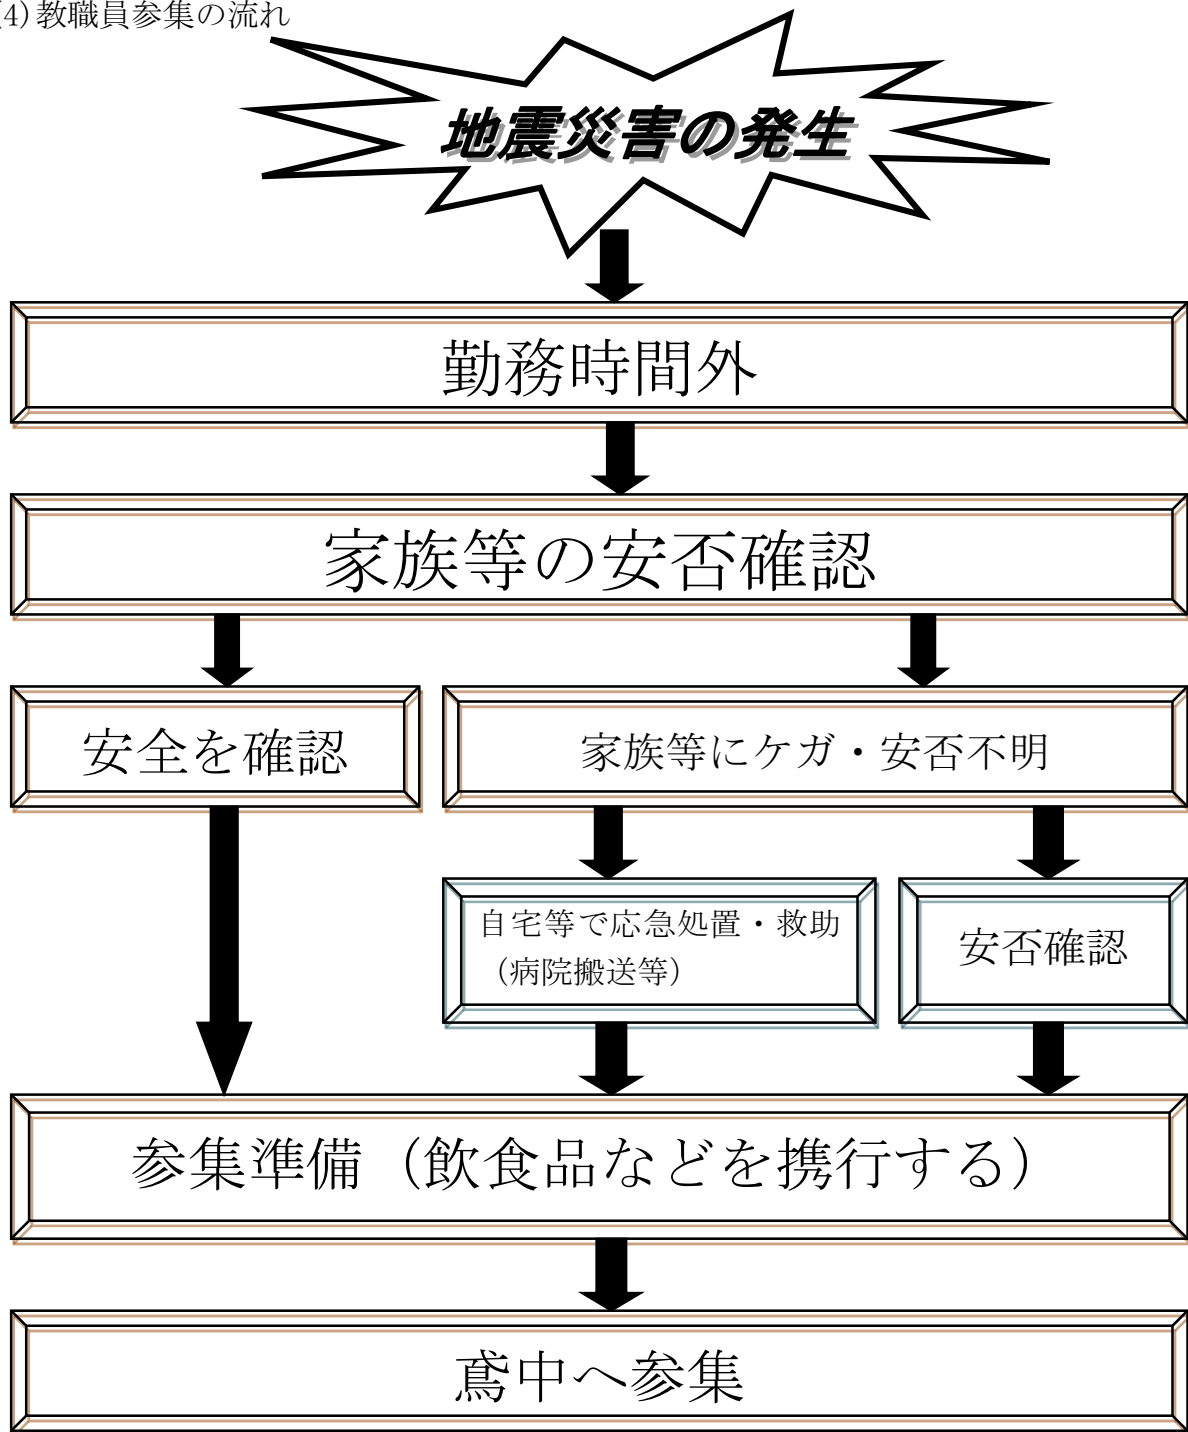 (4)教職員参集の流れ
地震災害の発生
勤務時間外
家族等の安否確認
安全を確認
家族等にケガ・安否不明
自宅等で応急処置・救助
（病院搬送等）
安否確認
参集準備（飲食品などを携行する）
鳶中へ参集